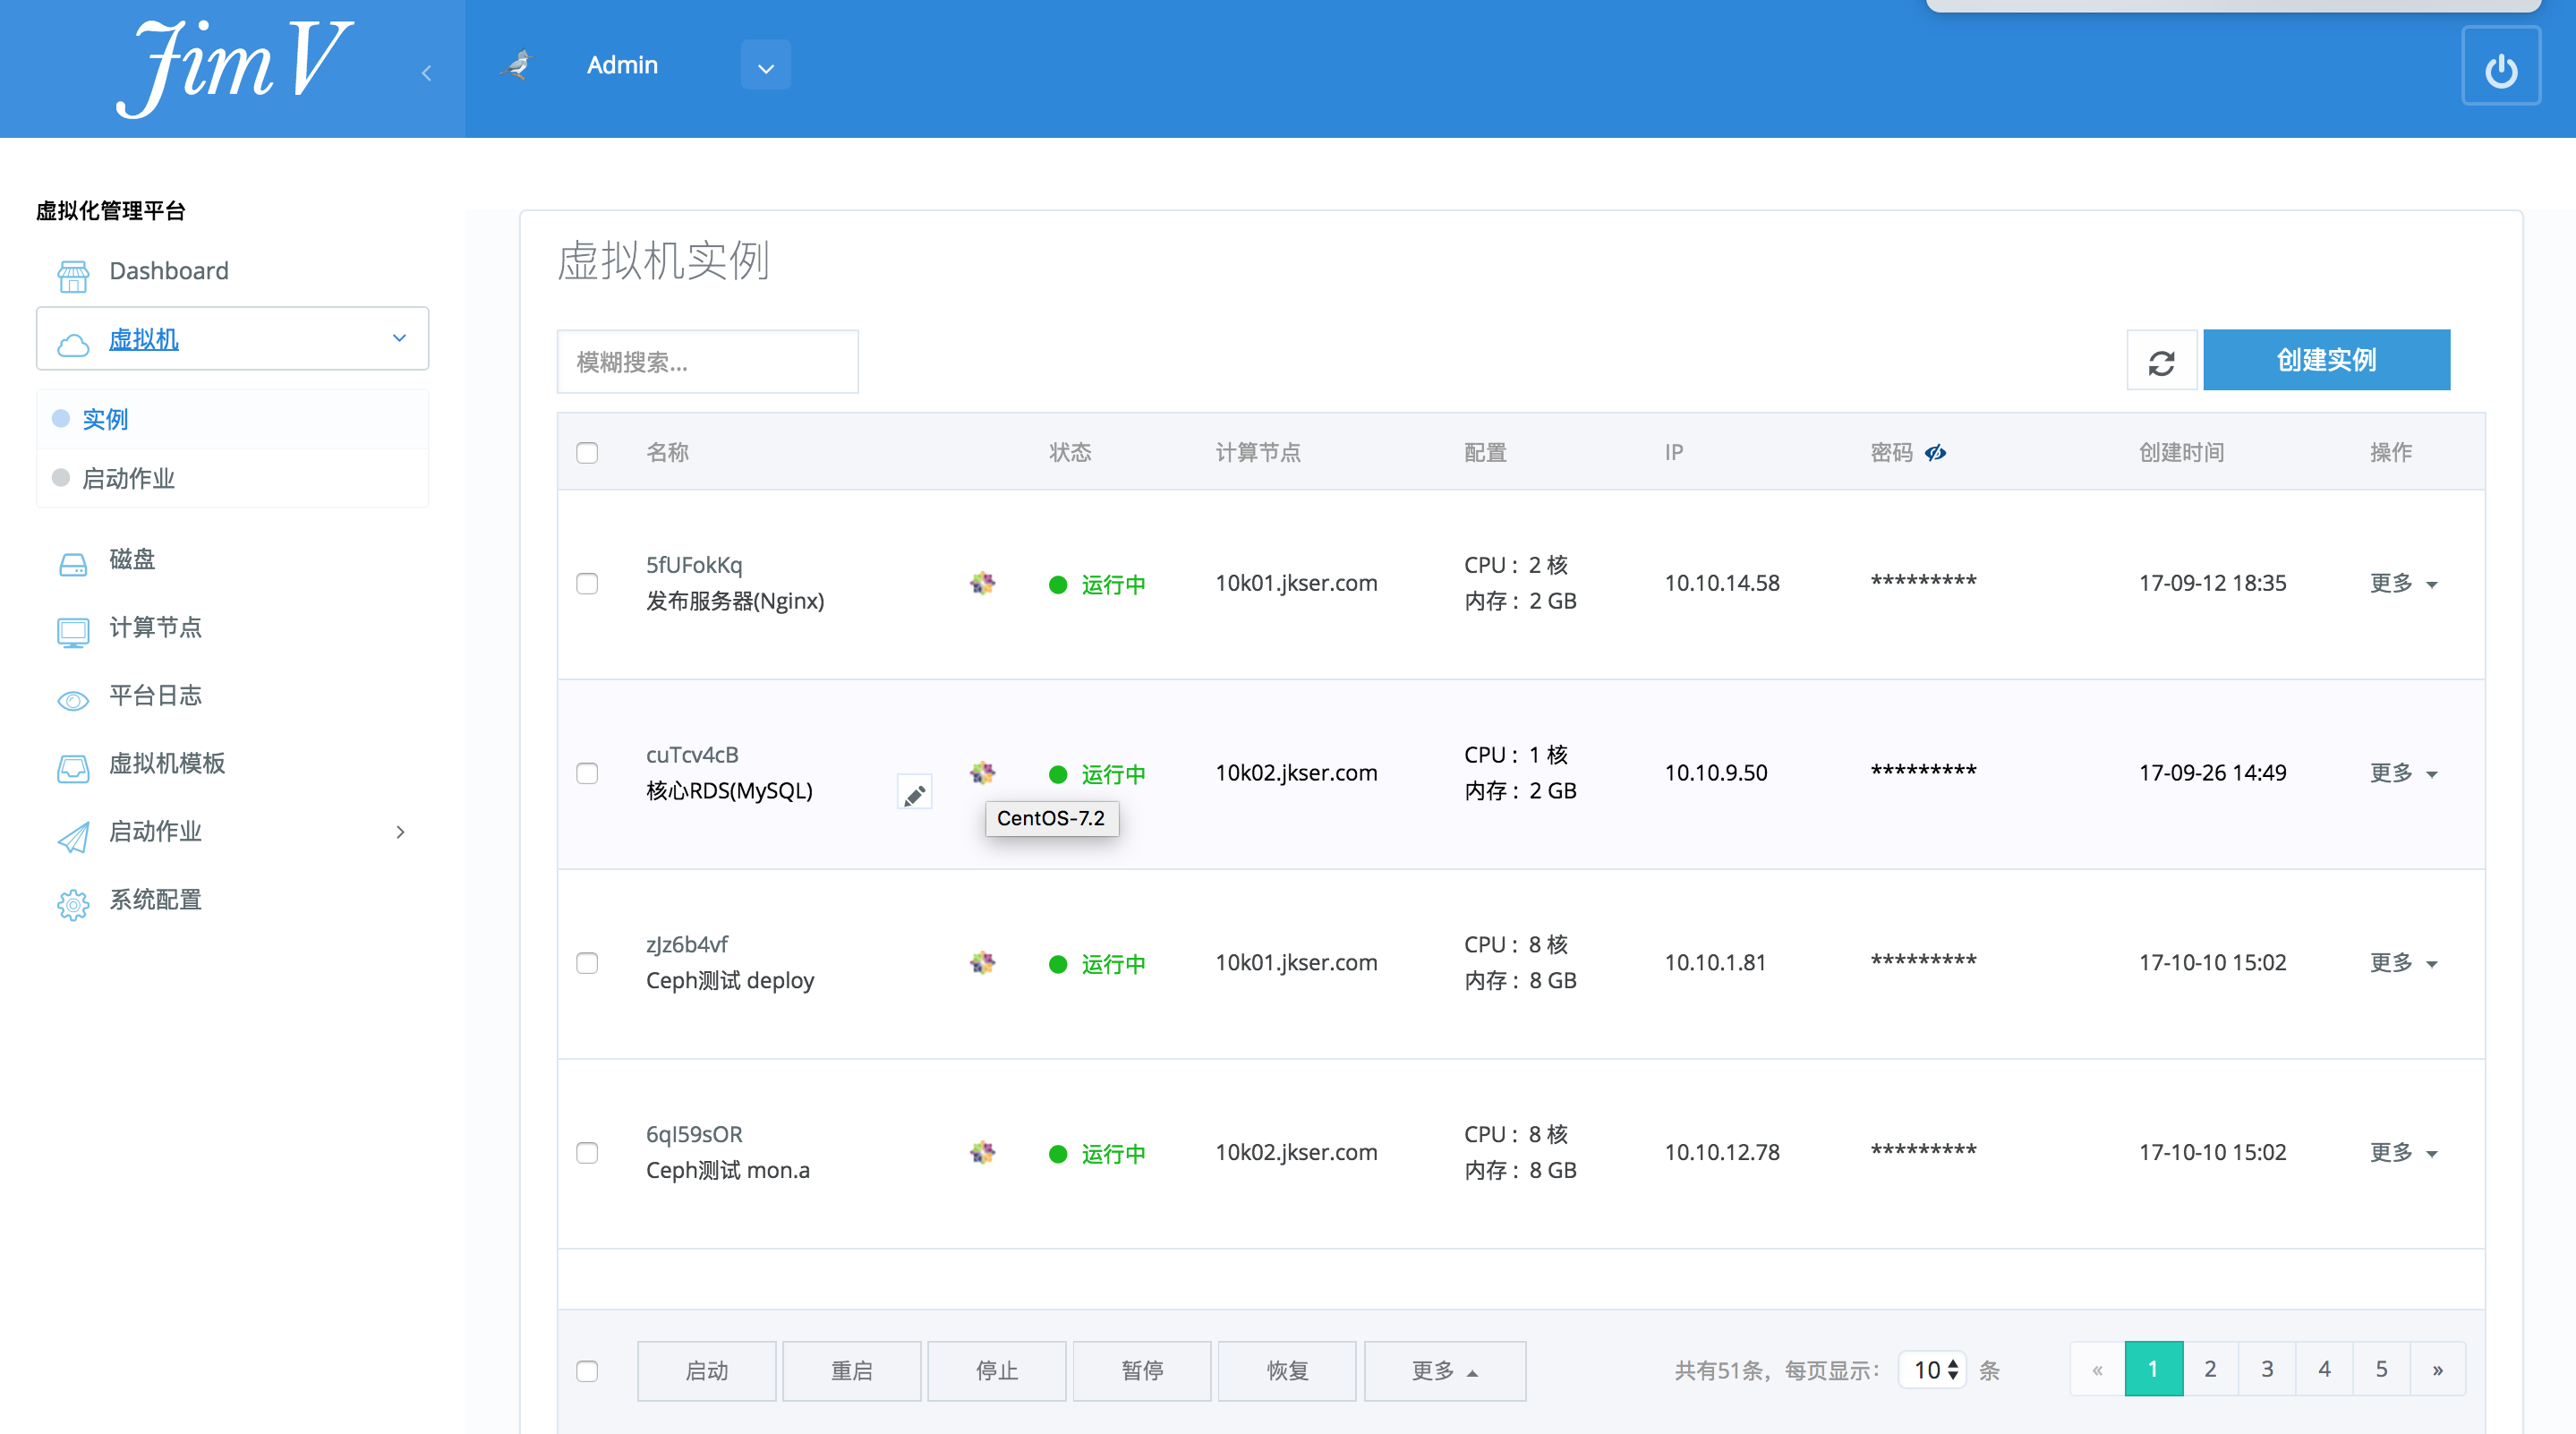 JimV
Admin
虚拟化管理平台
Dashboard
虚拟机
实例
启动作业
磁盘
计算节点
平台日志
虚拟机模板
启动作业
系统配置
虚拟机实例
模糊搜索...
创建实例
名称 状态 计算节点 配置 IP 密码 创建时间 操作
5fUFokKq
发布服务器(Nginx)
运行中 10k01.jkser.com
CPU： 2 核
内存： 2 GB
10.10.14.58 ********* 17-09-12 18:35 更多
cuTcv4cB
核心RDS(MySQL)
运行中 10k02.jkser.com
CentOS-7.2
CPU： 1 核
内存： 2 GB
10.10.9.50 ********* 17-09-26 14:49 更多
zJz6b4vf
Ceph测试 deploy
运行中 10k01.jkser.com
CPU： 8 核
内存： 8 GB
10.10.1.81 ********* 17-10-10 15:02 更多
6qI59sOR
Ceph测试 mon.a
运行中 10k02.jkser.com
CPU： 8 核
内存： 8 GB
10.10.12.78 ********* 17-10-10 15:02 更多
启动 重启 停止 暂停 恢复 更多 共有51条，每页显示： 10 条 « 1 2 3 4 5 »